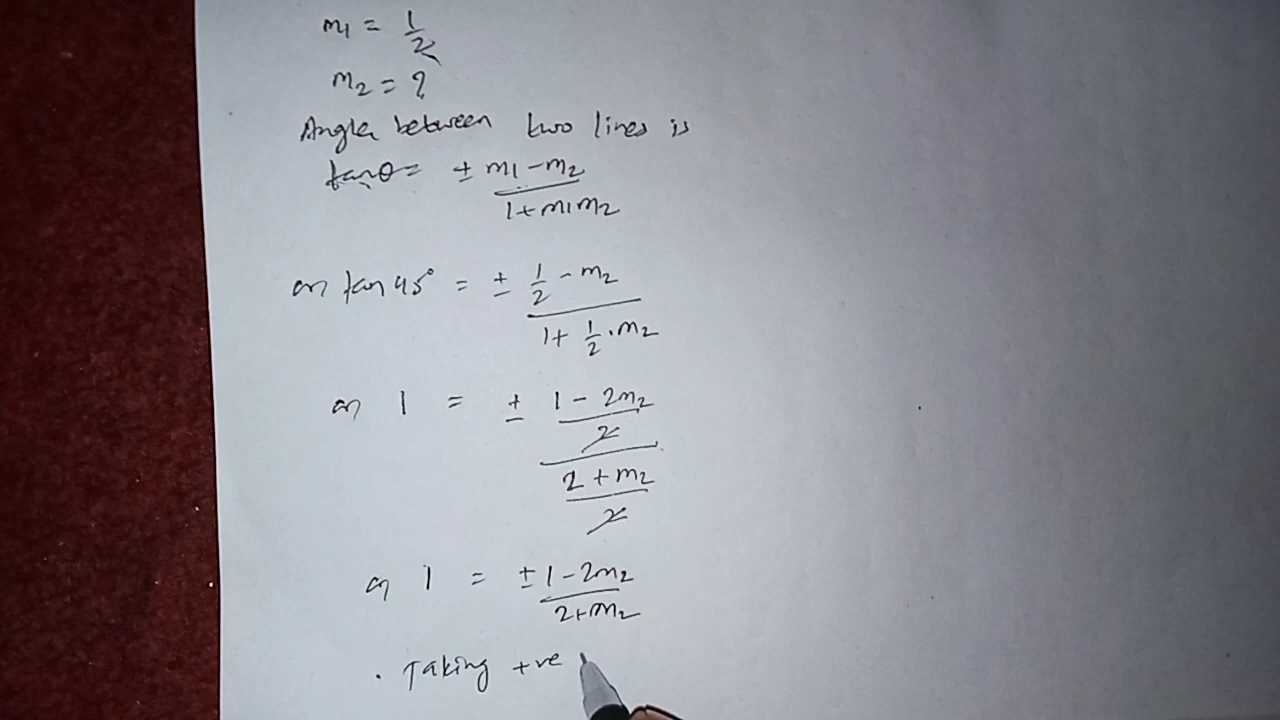 m1 = 1/2
m2 = ?
Angle between two lines is
tanθ = ± m1 - m2 / 1 + m1m2
or tan 45° = ± 1/2 - m2 / 1 + 1/2 . m2
or 1 = ± 1 - 2m2 / 2 / 2 + m2 / 2
or 1 = ± 1 - 2m2 / 2 + m2
. Taking +ve